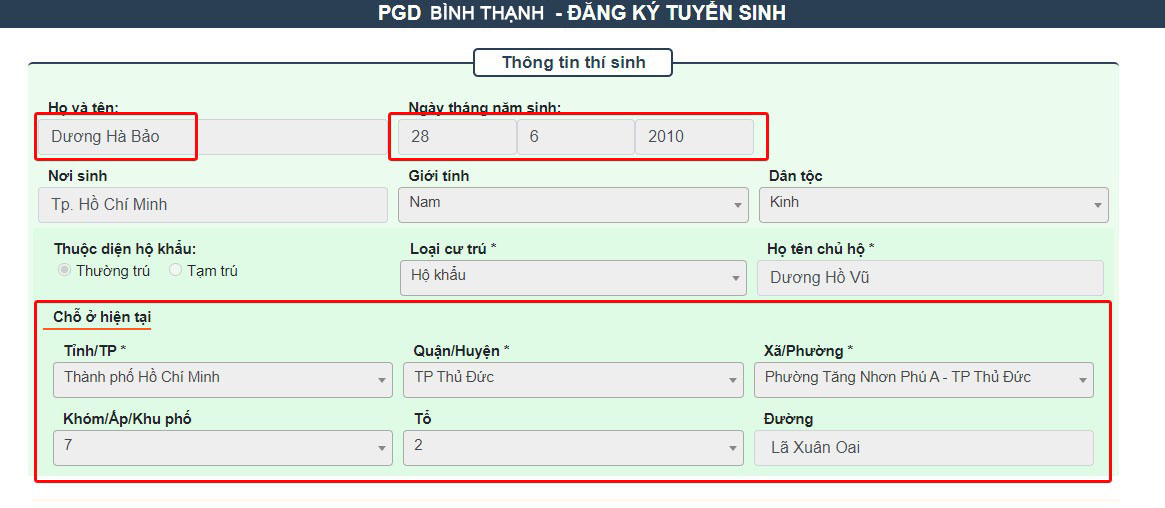 PGD BÌNH THẠNH - ĐĂNG KÝ TUYỂN SINH
Thông tin thí sinh
Họ và tên: Ngày tháng năm sinh:
Dương Hà Bảo 28 6 2010
Nơi sinh Giới tính Dân tộc
Tp. Hồ Chí Minh Nam Kinh
Thuộc diện hộ khẩu: Loại cư trú * Họ tên chủ hộ *
Thường trú Tạm trú Hộ khẩu Dương Hồ Vũ
Chỗ ở hiện tại
Tỉnh/TP * Quận/Huyện * Xã/Phường *
Thành phố Hồ Chí Minh TP Thủ Đức Phường Tăng Nhơn Phú A - TP Thủ Đức
Khóm/Ấp/Khu phố Tổ Đường
7 2 Lã Xuân Oai